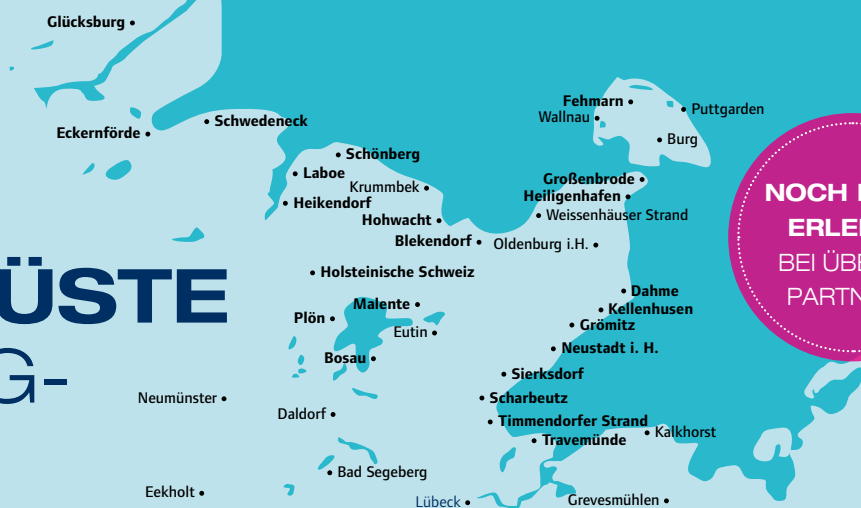 Glücksburg
Eckernförde
Schwedeneck
Fehmarn
Wallnau
Puttgarden
Burg
Schönberg
Laboe
Krummbek
Heikendorf
Hohwacht
Blekendorf
Großenbrode
Heiligenhafen
Weissenhäuser Strand
Oldenburg i.H.
Holsteinische Schweiz
Malente
Plön
Eutin
Bosau
Dahme
Kellenhusen
Grömitz
Neustadt i. H.
Sierksdorf
Scharbeutz
Timmendorfer Strand
Travemünde
Kalkhorst
Neumünster
Daldorf
Bad Segeberg
Eekholt
Lübeck
Grevesmühlen
ÜSTE
G-
NOCH
ERLE
BEI ÜBE
PARTN